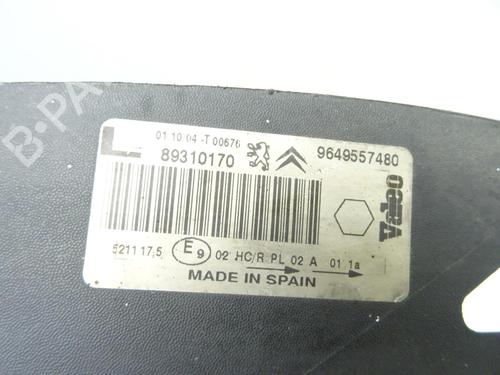 B-PA
L
01 10 04 -T 00676
89310170
9649557480
Valeo
5211 17,5
E9 02 HC/R PL 02 A 01 1a
MADE IN SPAIN